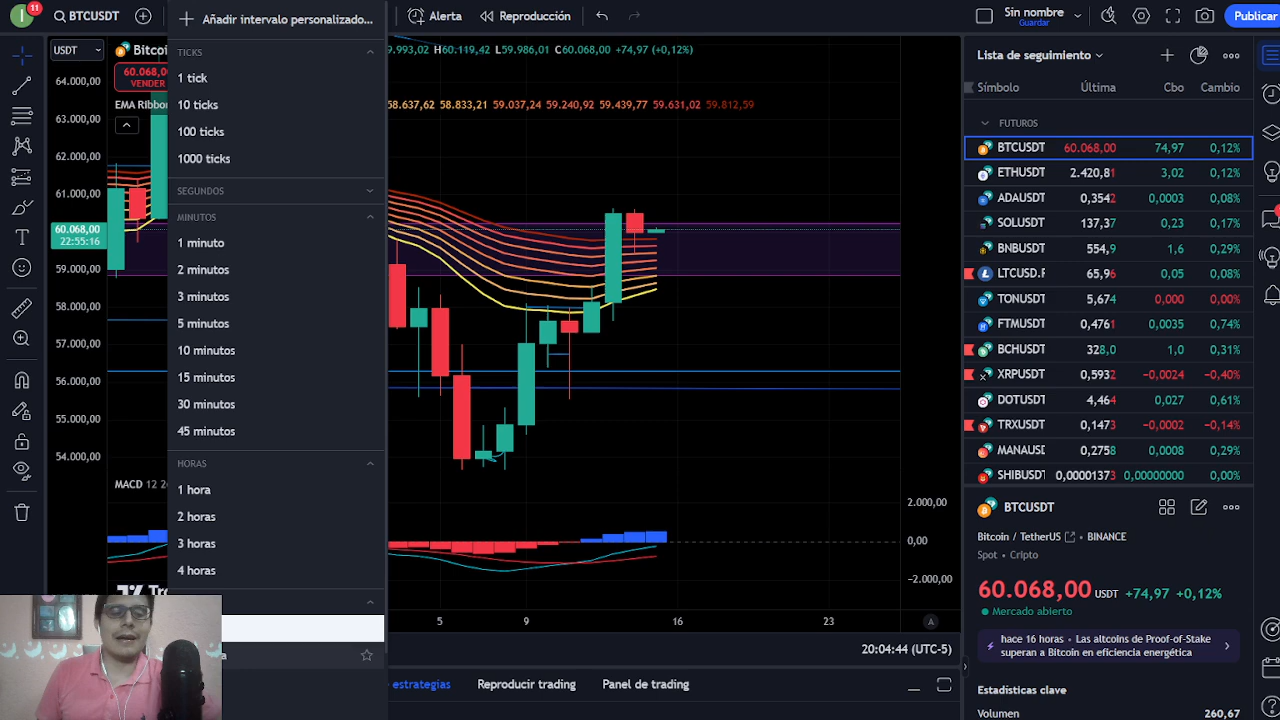 11
BTCUSDT
Añadir intervalo personalizado...
Alerta
Reproducción
Sin nombre
Guardar
Publicar
USDT
64.000,00
63.000,00
62.000,00
61.000,00
60.068,00
22:55:16
59.000,00
58.000,00
57.000,00
56.000,00
55.000,00
54.000,00
60.068,0
VENDER
EMA Ribbon
MACD 12 2
TICKS
1 tick
10 ticks
100 ticks
1000 ticks
SEGUNDOS
MINUTOS
1 minuto
2 minutos
3 minutos
5 minutos
10 minutos
15 minutos
30 minutos
45 minutos
HORAS
1 hora
2 horas
3 horas
4 horas
.993,02 H60.119,42 L59.986,01 C60.068,00 +74,97 (+0,12%)
58.637,62 58.833,21 59.037,24 59.240,92 59.439,77 59.631,02 59.812,59
2.000,00
0,00
−2.000,00
5 9 16 23
A
20:04:44 (UTC-5)
estrategias
Reproducir trading
Panel de trading
Lista de seguimiento
Símbolo Última Cbo Cambio
FUTUROS
BTCUSDT 60.068,00 74,97 0,12%
ETHUSDT 2.420,81 3,02 0,12%
ADAUSDT 0,3542 0,0003 0,08%
SOLUSDT 137,37 0,23 0,17%
BNBUSDT 554,9 1,6 0,29%
LTCUSD.F 65,96 0,05 0,08%
TONUSDT 5,674 0,000 0,00%
FTMUSDT 0,4761 0,0035 0,74%
BCHUSDT 328,0 1,0 0,31%
XRPUSDT 0,5932 −0,0024 −0,40%
DOTUSDT 4,464 0,027 0,61%
TRXUSDT 0,1473 −0,0002 −0,14%
MANAUSD 0,2758 0,0008 0,29%
SHIBUSDT 0,00001373 0,00000000 0,00%
BTCUSDT
Bitcoin / TetherUS • BINANCE
Spot • Cripto
60.068,00 USDT +74,97 +0,12%
Mercado abierto
hace 16 horas • Las altcoins de Proof-of-Stake
superan a Bitcoin en eficiencia energética
Estadísticas clave
Volumen 260,67